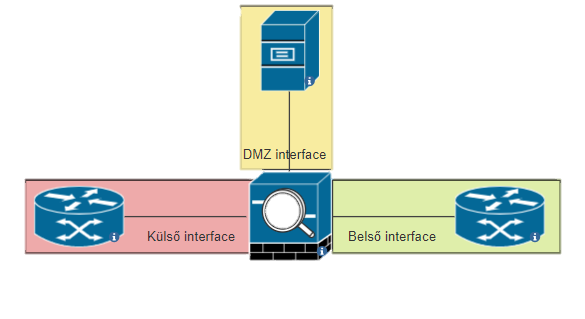 DMZ interface
Külső interface
Belső interface